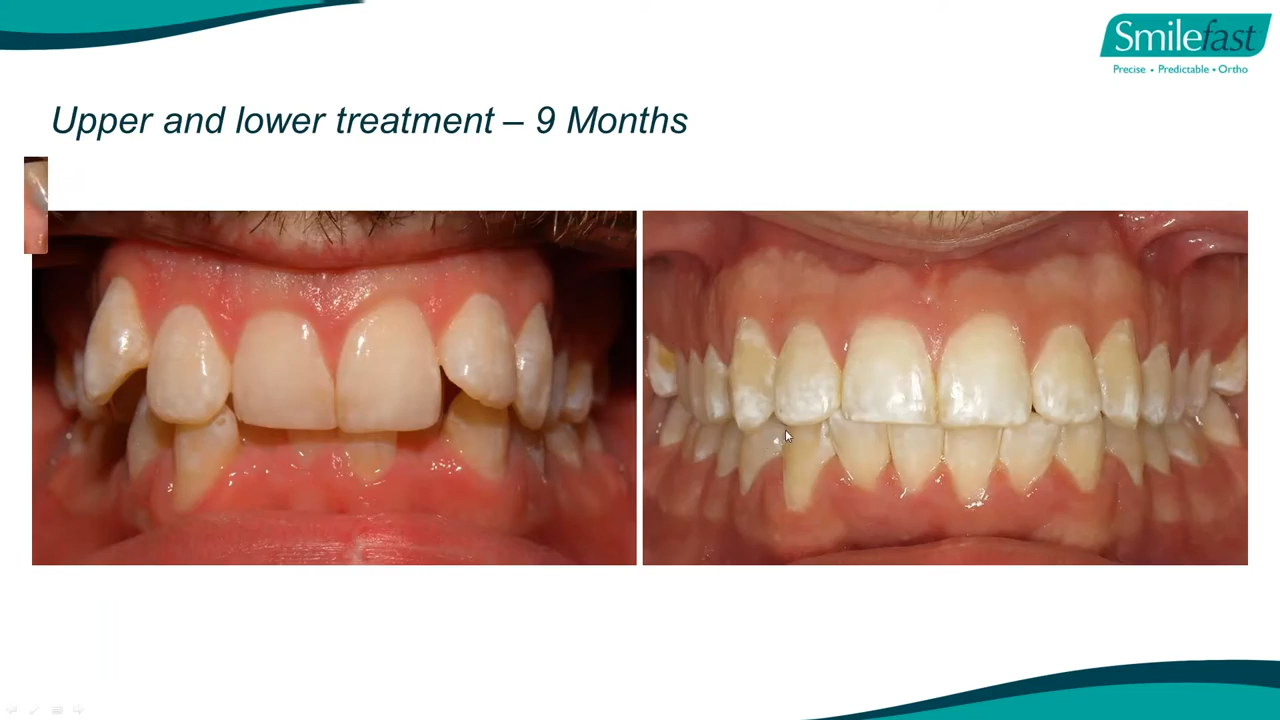 Smilefast
Precise • Predictable • Ortho
Upper and lower treatment – 9 Months